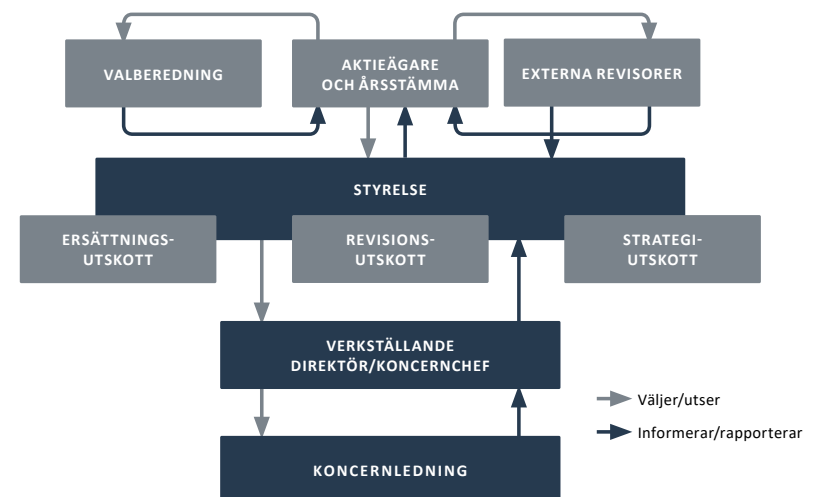 VALBEREDNING
AKTIEÄGARE
OCH ÅRSSTÄMMA
EXTERNA REVISORER
STYRELSE
ERSÄTTNINGS-
UTSKOTT
REVISIONS-
UTSKOTT
STRATEGI-
UTSKOTT
VERKSTÄLLANDE
DIREKTÖR/KONCERNCHEF
Väljer/utser
Informerar/rapporterar
KONCERNLEDNING